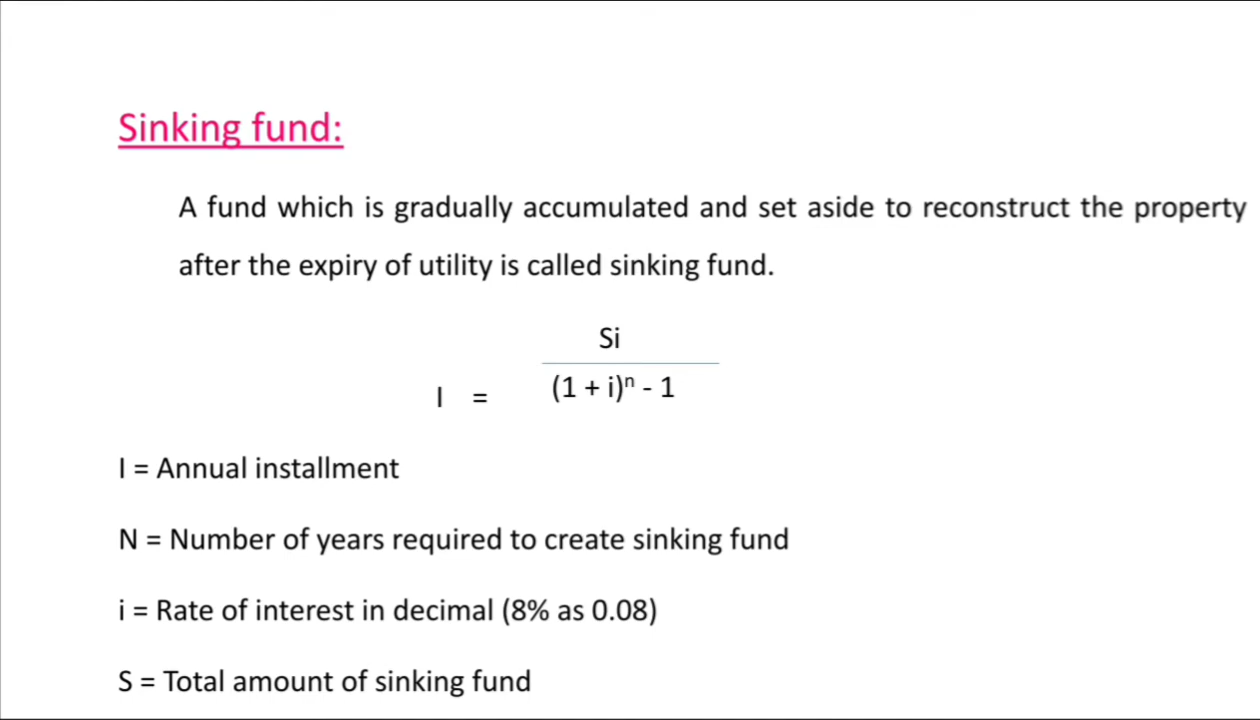 Sinking fund:
A fund which is gradually accumulated and set aside to reconstruct the property
after the expiry of utility is called sinking fund.
Si
I = (1 + i)ⁿ - 1
I = Annual installment
N = Number of years required to create sinking fund
i = Rate of interest in decimal (8% as 0.08)
S = Total amount of sinking fund